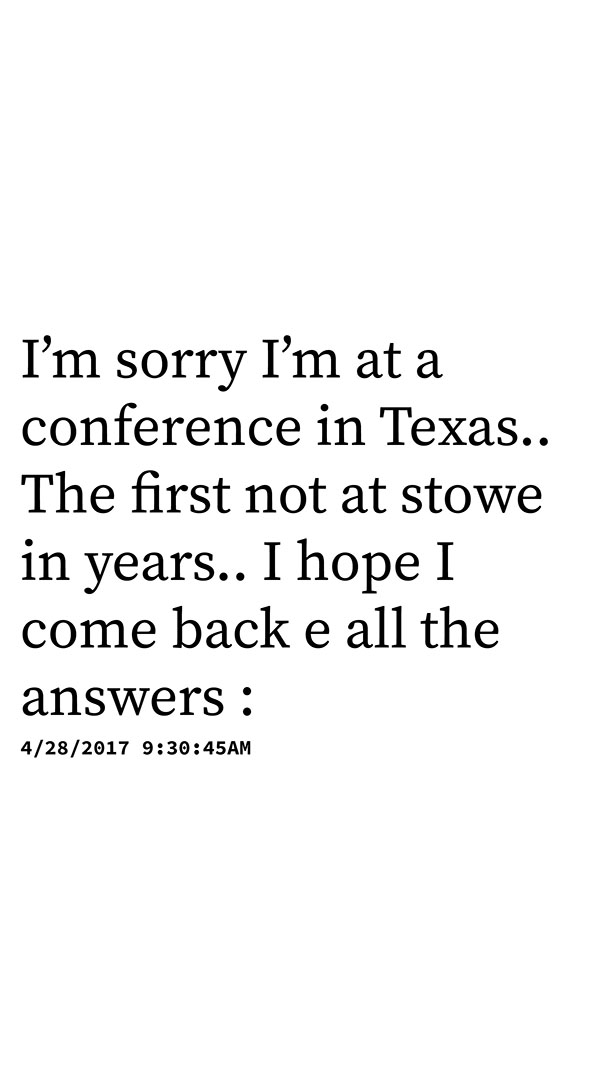 I’m sorry I’m at a
conference in Texas..
The first not at stowe
in years.. I hope I
come back e all the
answers :
4/28/2017 9:30:45AM